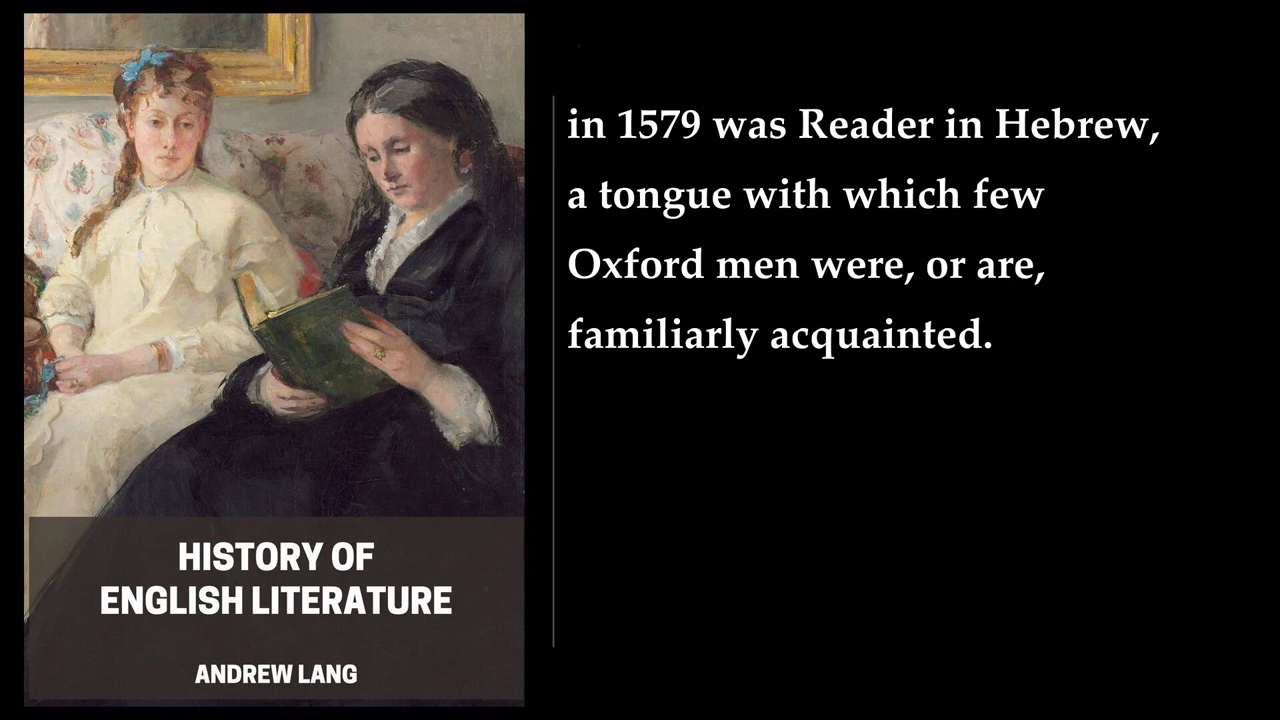 in 1579 was Reader in Hebrew,
a tongue with which few
Oxford men were, or are,
familiarly acquainted.
HISTORY OF
ENGLISH LITERATURE
ANDREW LANG